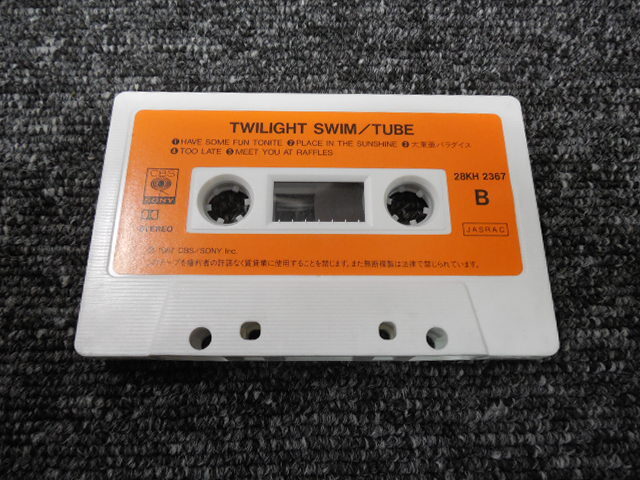 TWILIGHT SWIM/TUBE
❶HAVE SOME FUN TONITE ❷PLACE IN THE SUNSHINE ❸大東亜パラダイス
❹TOO LATE ❺MEET YOU AT RAFFLES
CBS
SONY
STEREO
28KH 2367
B
JASRAC
1987 CBS/SONY Inc.
このテープを権利者の許諾なく賃貸業に使用することを禁じます。また無断複製は法律で禁じられています。